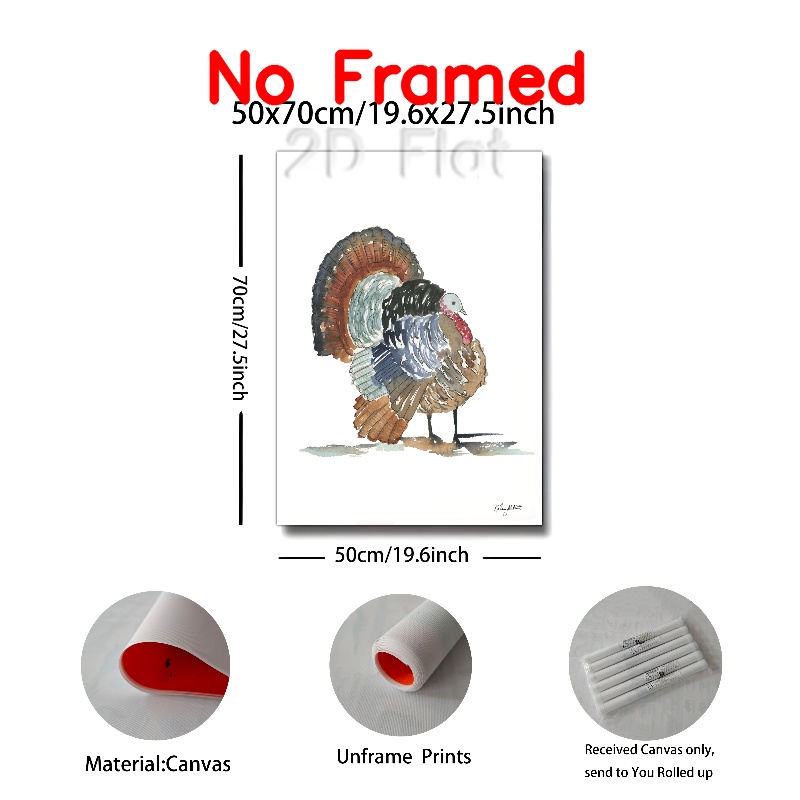 No Framed
50x70cm/19.6x27.5inch
2D Flat
70cm/27.5inch
50cm/19.6inch
Material:Canvas
Unframe Prints
Received Canvas only,
send to You Rolled up